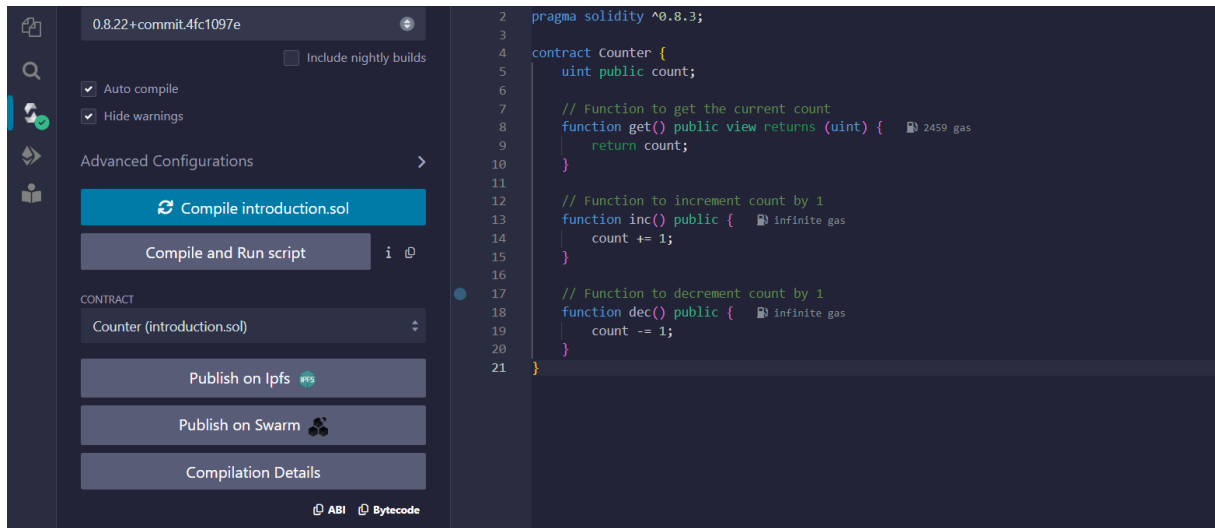 0.8.22+commit.4fc1097e
Include nightly builds
Auto compile
Hide warnings
Advanced Configurations
Compile introduction.sol
Compile and Run script
i
CONTRACT
Counter (introduction.sol)
Publish on Ipfs IPFS
Publish on Swarm
Compilation Details
ABI Bytecode
2 pragma solidity ^0.8.3;
3
4 contract Counter {
5 uint public count;
6
7 // Function to get the current count
8 function get() public view returns (uint) { 2459 gas
9 return count;
10 }
11
12 // Function to increment count by 1
13 function inc() public { infinite gas
14 count += 1;
15 }
16
17 // Function to decrement count by 1
18 function dec() public { infinite gas
19 count -= 1;
20 }
21 }